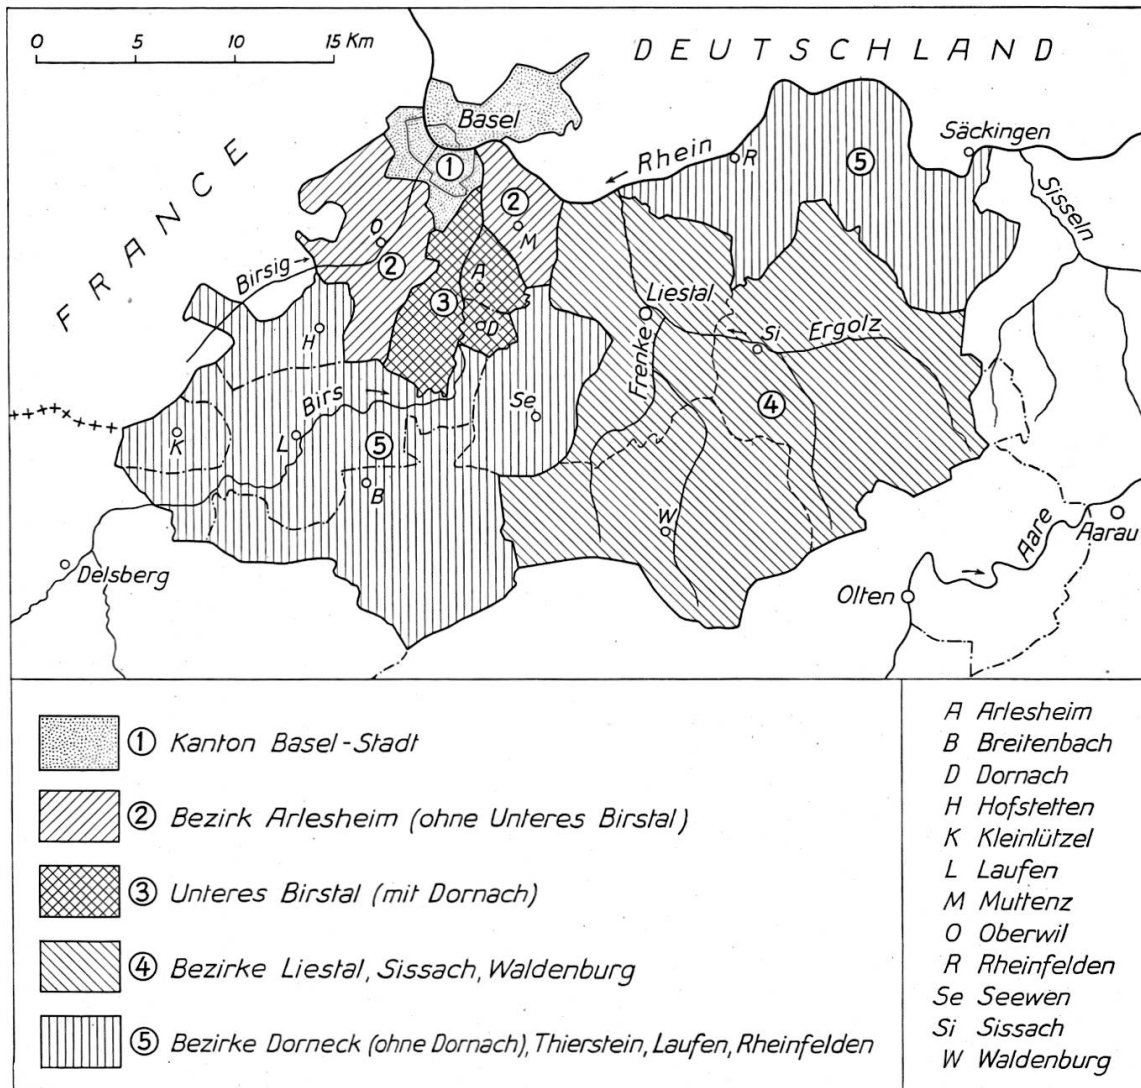 0 5 10 15 Km
DEUTSCHLAND
FRANCE
Basel
1
Rhein
R
5
Säckingen
Sisseln
2
M
O
2
Birsig
A
3
D
H
Liestal
Si
Ergolz
Frenke
Birs
Se
4
K
L
5
B
W
Aare
Aarau
Delsberg
Olten
1 Kanton Basel-Stadt
2 Bezirk Arlesheim (ohne Unteres Birstal)
3 Unteres Birstal (mit Dornach)
4 Bezirke Liestal, Sissach, Waldenburg
5 Bezirke Dorneck (ohne Dornach), Thierstein, Laufen, Rheinfelden
A Arlesheim
B Breitenbach
D Dornach
H Hofstetten
K Kleinlützel
L Laufen
M Muttenz
O Oberwil
R Rheinfelden
Se Seewen
Si Sissach
W Waldenburg